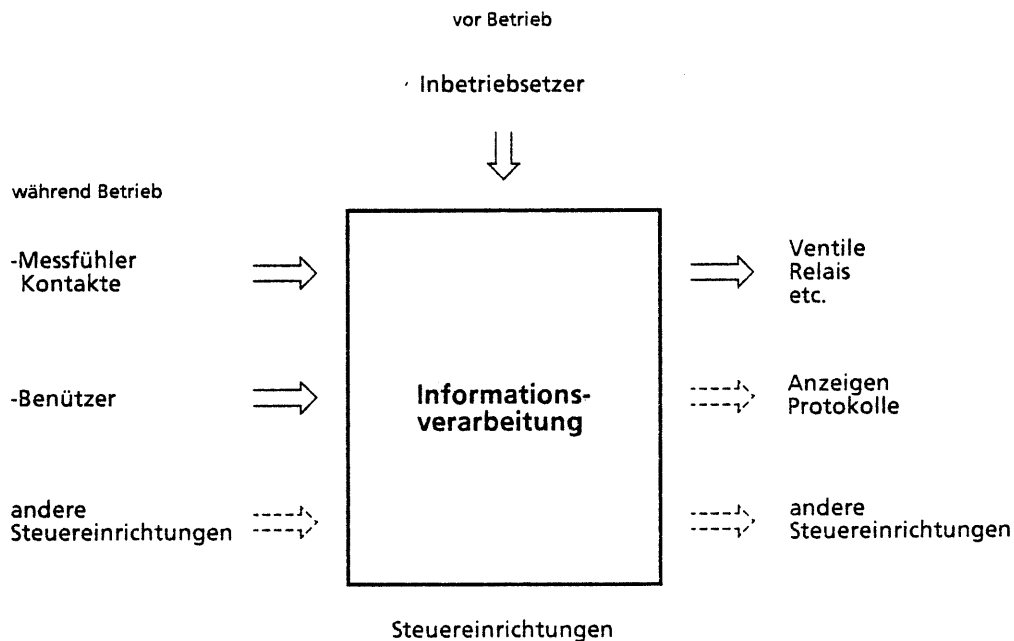 vor Betrieb
Inbetriebsetzer
während Betrieb
-Messfühler
Kontakte
-Benützer
andere
Steuereinrichtungen
Informations-
verarbeitung
Ventile
Relais
etc.
Anzeigen
Protokolle
andere
Steuereinrichtungen
Steuereinrichtungen